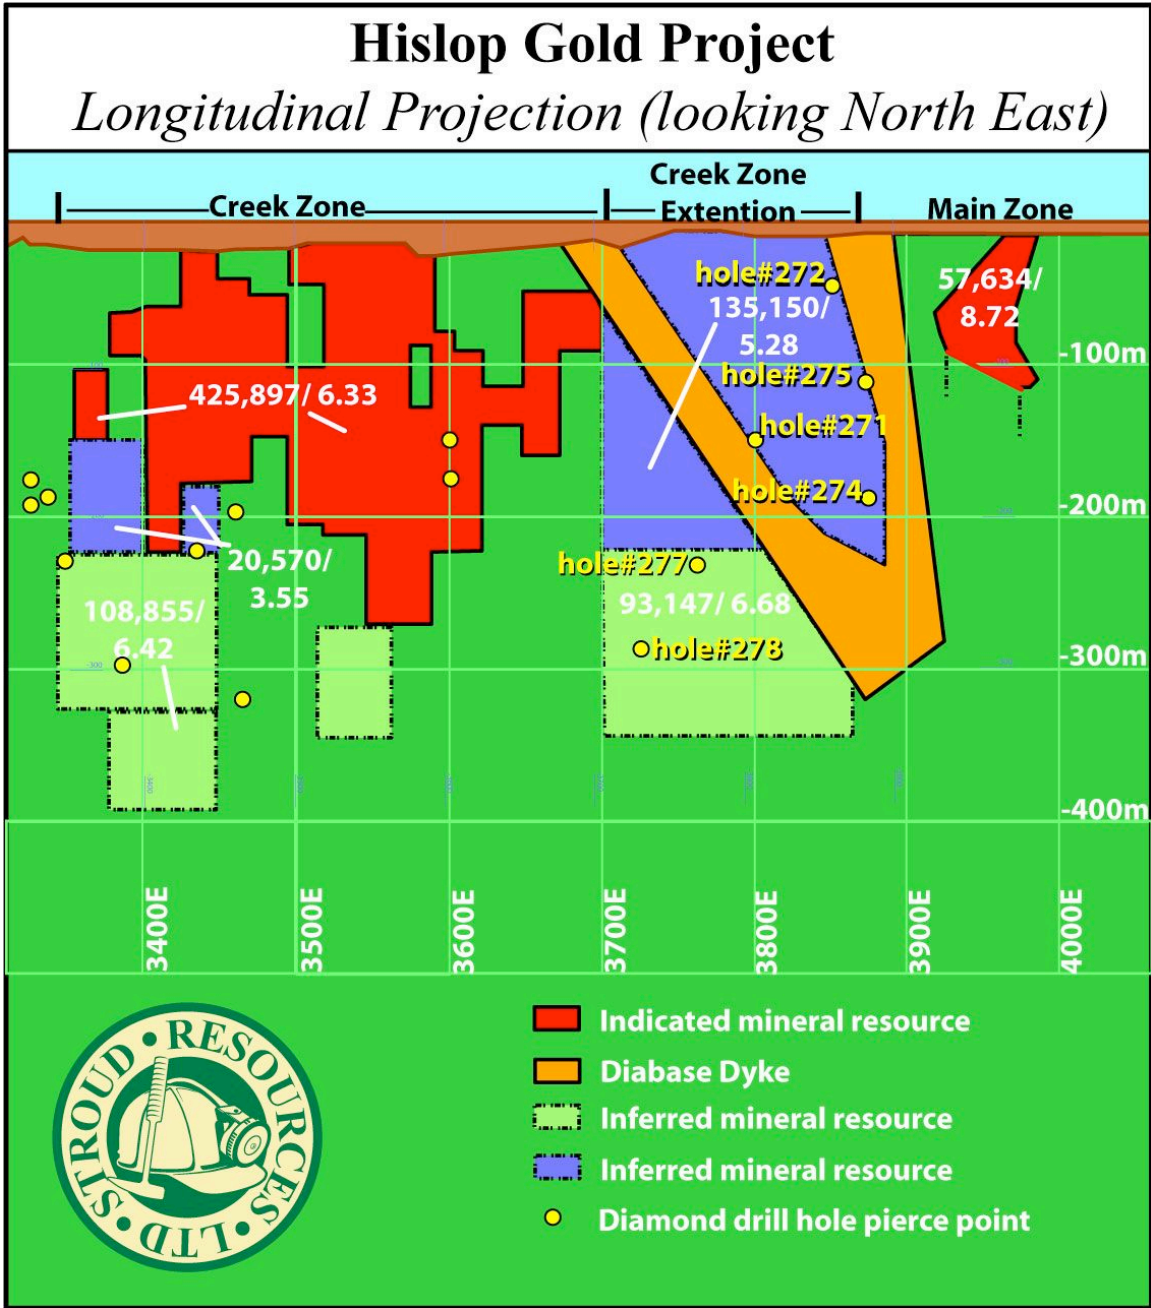 Hislop Gold Project
Longitudinal Projection (looking North East)
Creek Zone
Creek Zone
Extention
Main Zone
hole#272
135,150/
5.28
57,634/
8.72
-100m
hole#275
425,897/ 6.33
hole#271
hole#274
-200m
20,570/
3.55
hole#277
93,147/ 6.68
108,855/
6.42
hole#278
-300m
-400m
3400E
3500E
3600E
3700E
3800E
3900E
4000E
Indicated mineral resource
Diabase Dyke
Inferred mineral resource
Inferred mineral resource
Diamond drill hole pierce point
STROUD • RESOURCES • LTD •